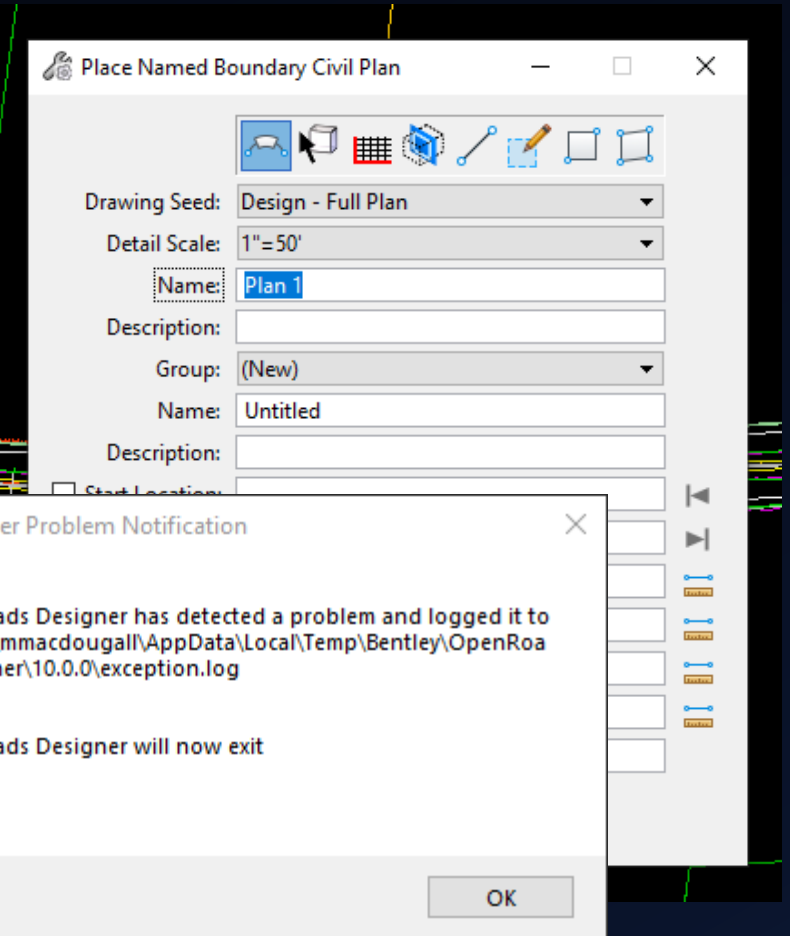 Place Named Boundary Civil Plan
Drawing Seed: Design - Full Plan
Detail Scale: 1"=50'
Name: Plan 1
Description:
Group: (New)
Name: Untitled
Description:
Start Location:
er Problem Notification
ads Designer has detected a problem and logged it to
mmacdougall\AppData\Local\Temp\Bentley\OpenRoa
er\10.0.0\exception.log
ads Designer will now exit
OK